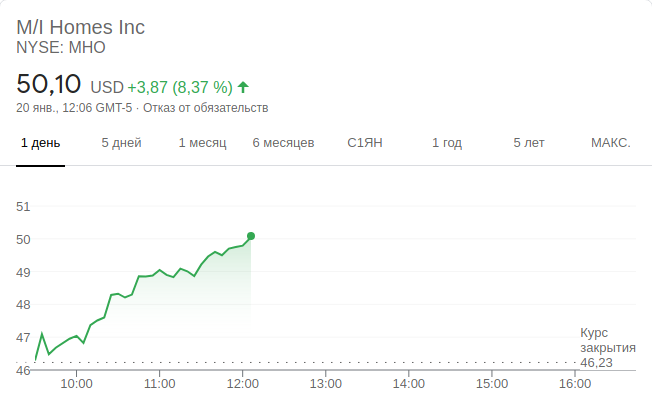 M/I Homes Inc
NYSE: MHO
50,10 USD +3,87 (8,37 %)
20 янв., 12:06 GMT-5 · Отказ от обязательств
1 день 5 дней 1 месяц 6 месяцев С1ЯН 1 год 5 лет МАКС.
51
50
49
48
47
46
Курс
закрытия
46,23
10:00 11:00 12:00 13:00 14:00 15:00 16:00